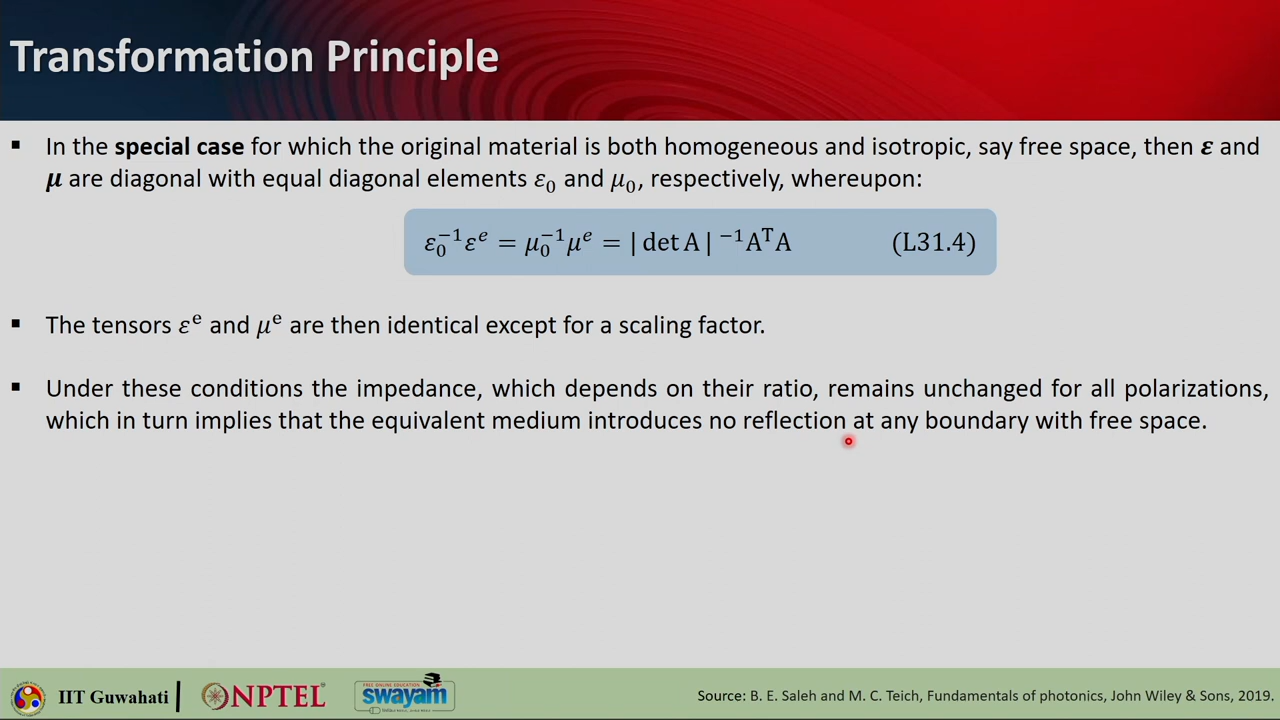 Transformation Principle
▪ In the special case for which the original material is both homogeneous and isotropic, say free space, then 𝜺 and
𝝁 are diagonal with equal diagonal elements ε₀ and μ₀, respectively, whereupon:
ε₀⁻¹εᵉ = μ₀⁻¹μᵉ = | det A | ⁻¹AᵀA (L31.4)
▪ The tensors εᵉ and μᵉ are then identical except for a scaling factor.
▪ Under these conditions the impedance, which depends on their ratio, remains unchanged for all polarizations,
which in turn implies that the equivalent medium introduces no reflection at any boundary with free space.
IIT Guwahati | NPTEL FREE ONLINE EDUCATION swayam Source: B. E. Saleh and M. C. Teich, Fundamentals of photonics, John Wiley & Sons, 2019.